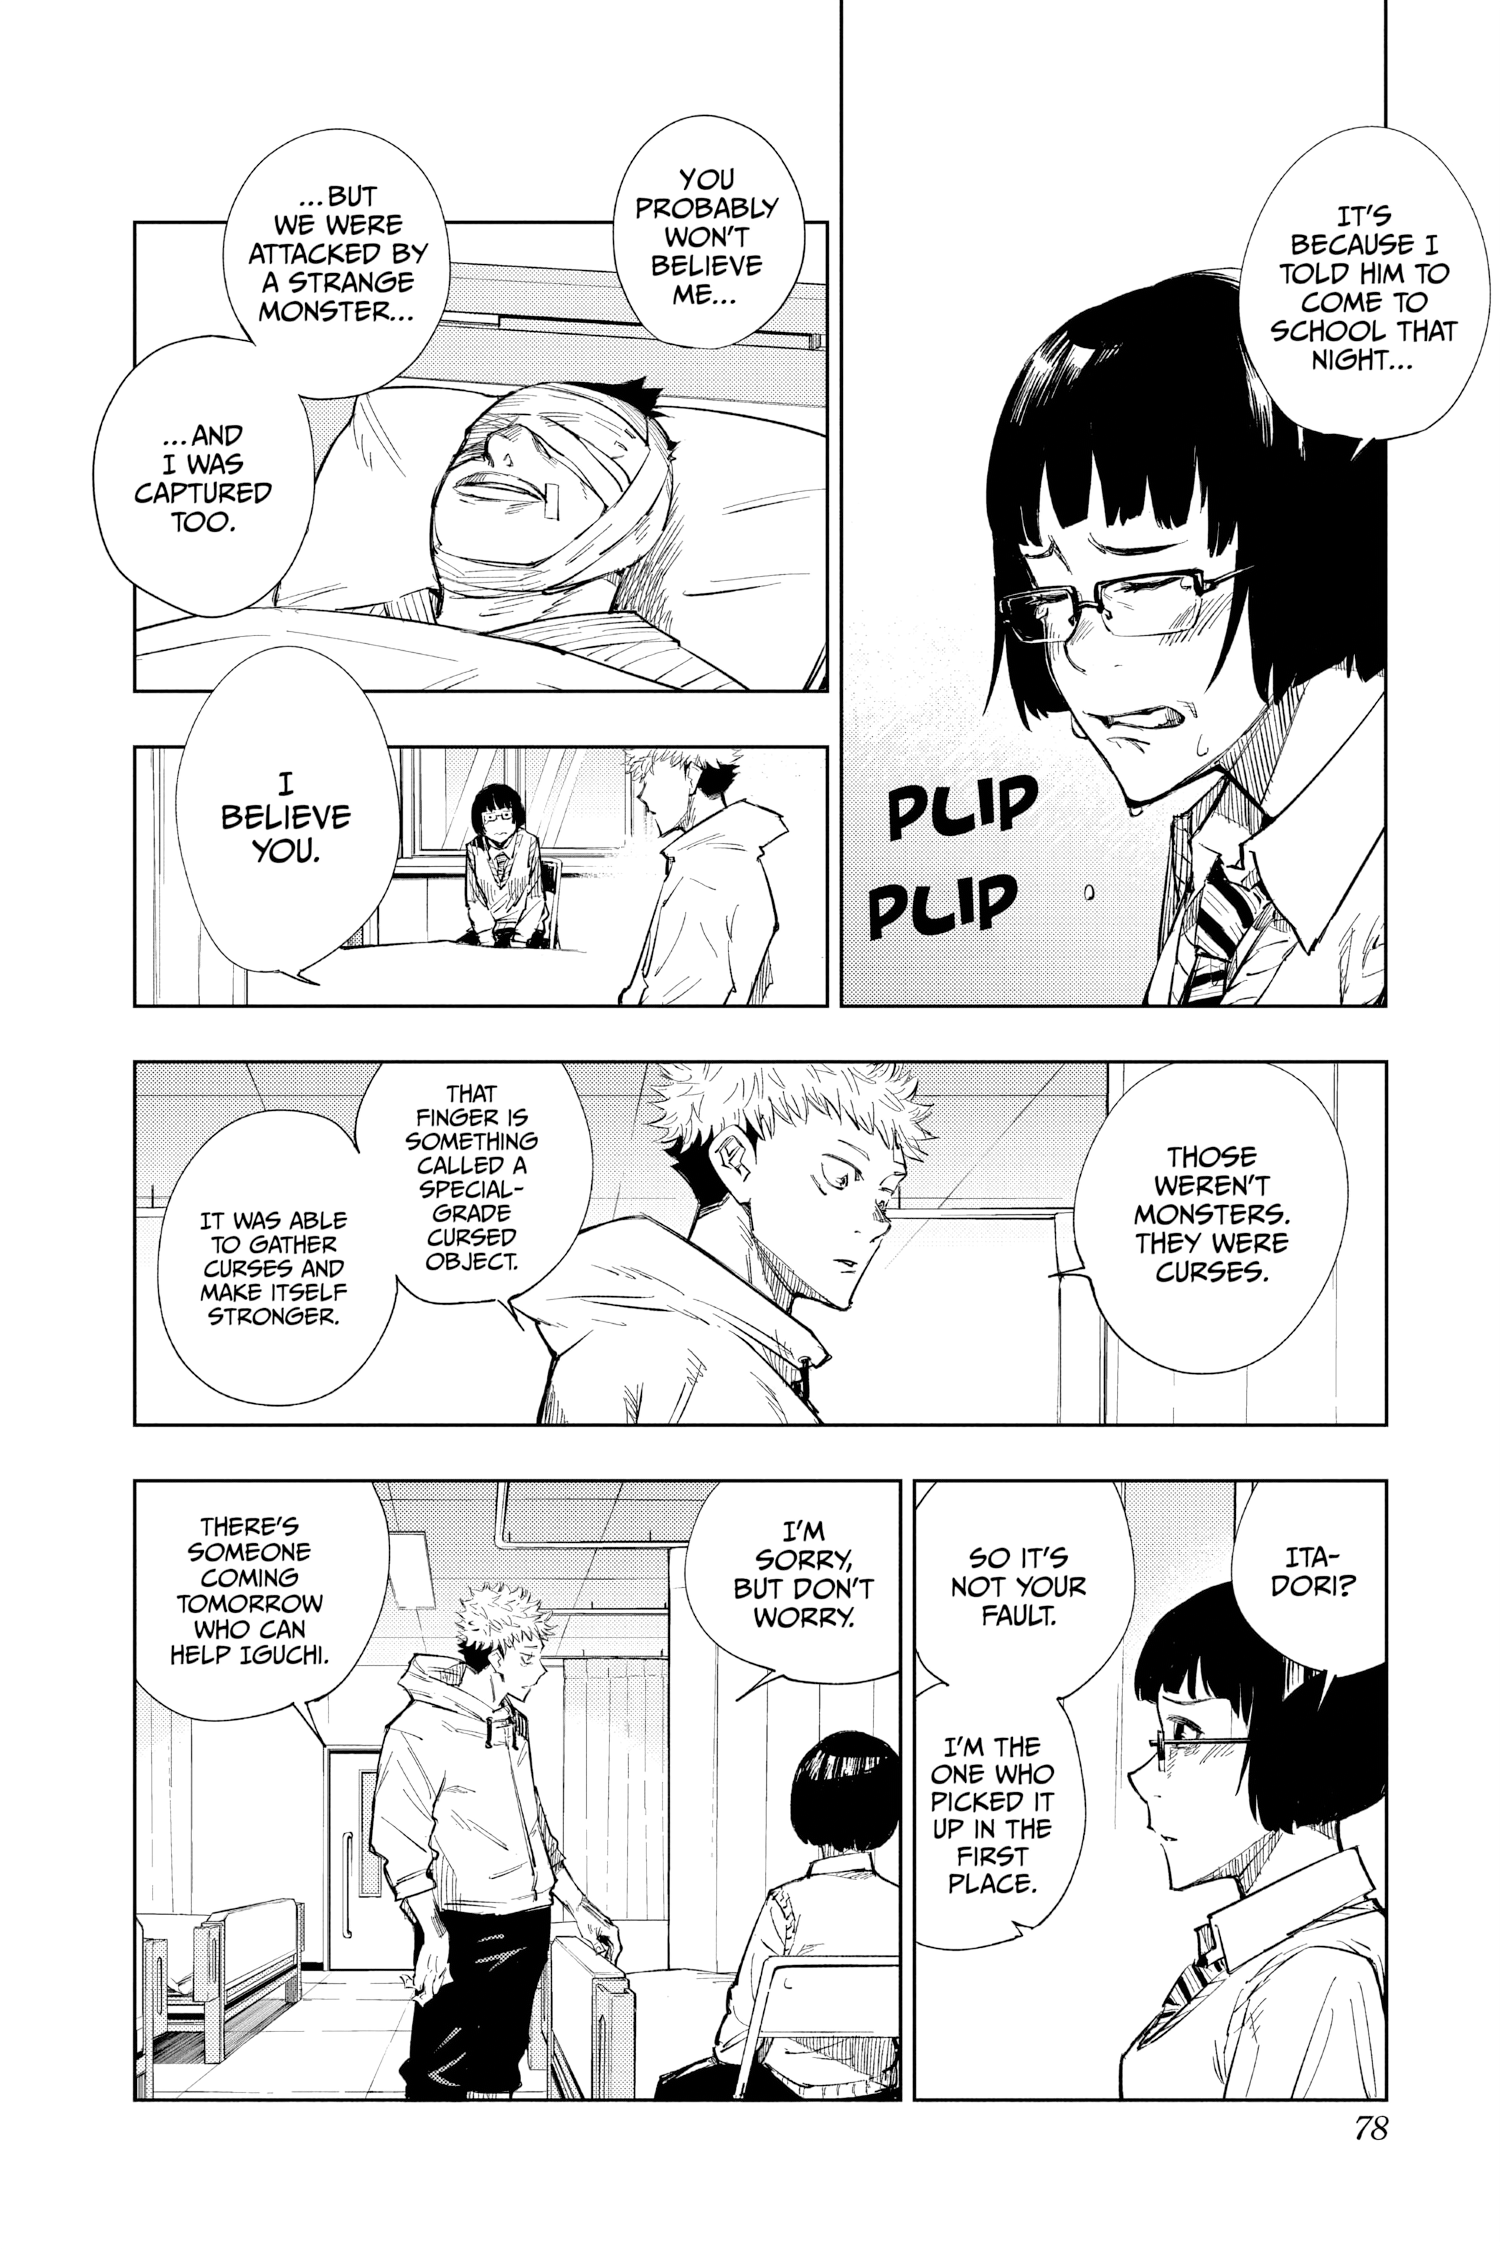 IT'S
BECAUSE I
TOLD HIM TO
COME TO
SCHOOL THAT
NIGHT...
PLIP
PLIP
YOU
PROBABLY
WON'T
BELIEVE
ME...
...BUT
WE WERE
ATTACKED BY
A STRANGE
MONSTER...
...AND
I WAS
CAPTURED
TOO.
I
BELIEVE
YOU.
THOSE
WEREN'T
MONSTERS.
THEY WERE
CURSES.
THAT
FINGER IS
SOMETHING
CALLED A
SPECIAL-
GRADE
CURSED
OBJECT.
IT WAS ABLE
TO GATHER
CURSES AND
MAKE ITSELF
STRONGER.
ITA-
DORI?
SO IT'S
NOT YOUR
FAULT.
I'M THE
ONE WHO
PICKED IT
UP IN THE
FIRST
PLACE.
I'M
SORRY,
BUT DON'T
WORRY.
THERE'S
SOMEONE
COMING
TOMORROW
WHO CAN
HELP IGUCHI.
78